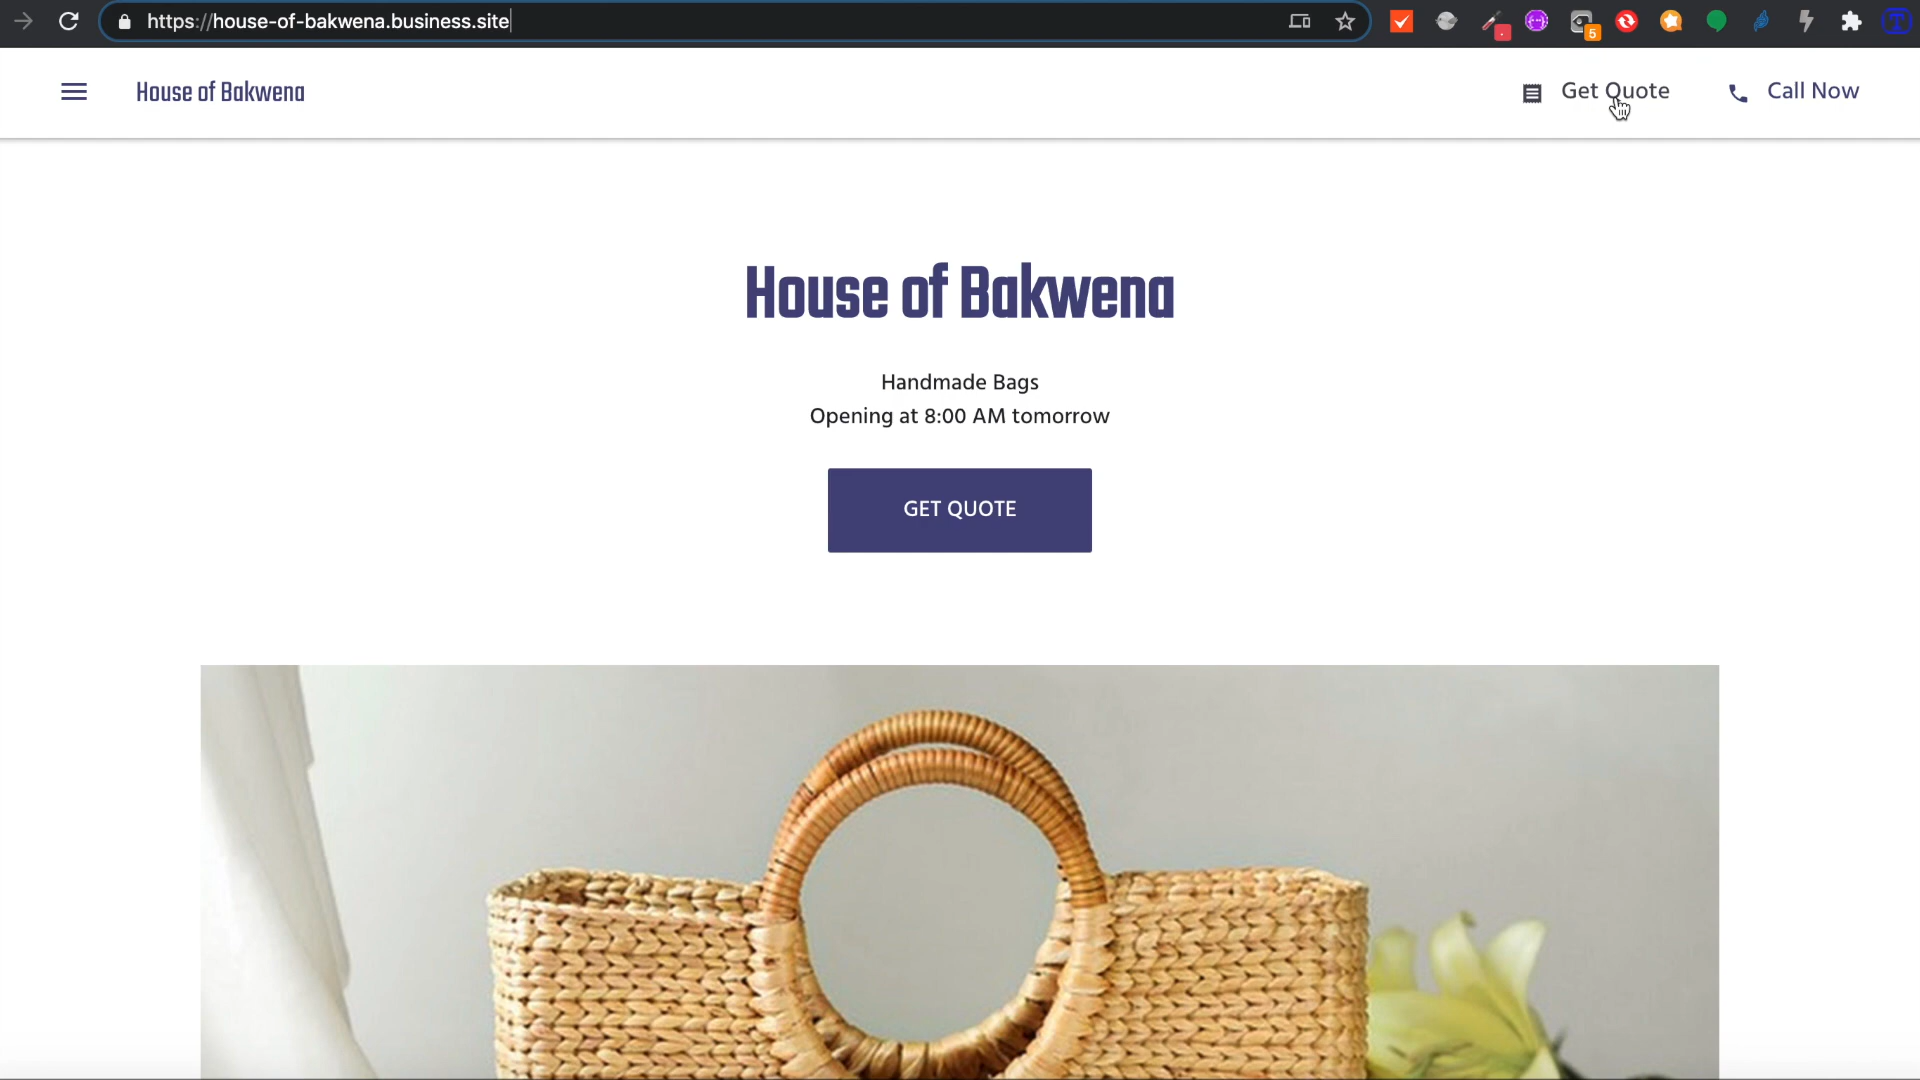 https://house-of-bakwena.business.site
5
House of Bakwena
Get Quote
Call Now
House of Bakwena
Handmade Bags
Opening at 8:00 AM tomorrow
GET QUOTE